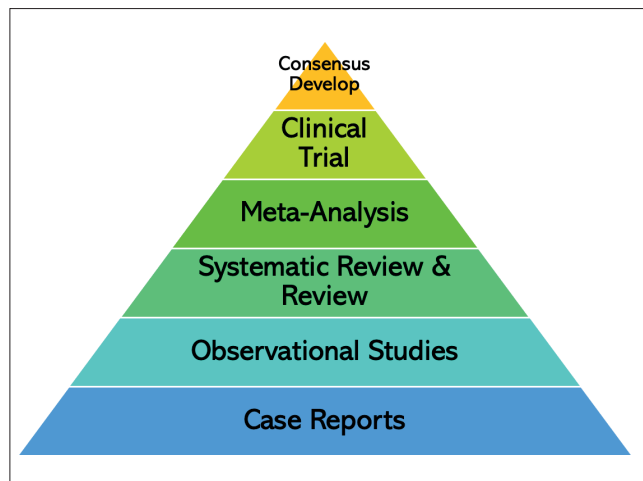 Consensus
Develop
Clinical
Trial
Meta-Analysis
Systematic Review &
Review
Observational Studies
Case Reports